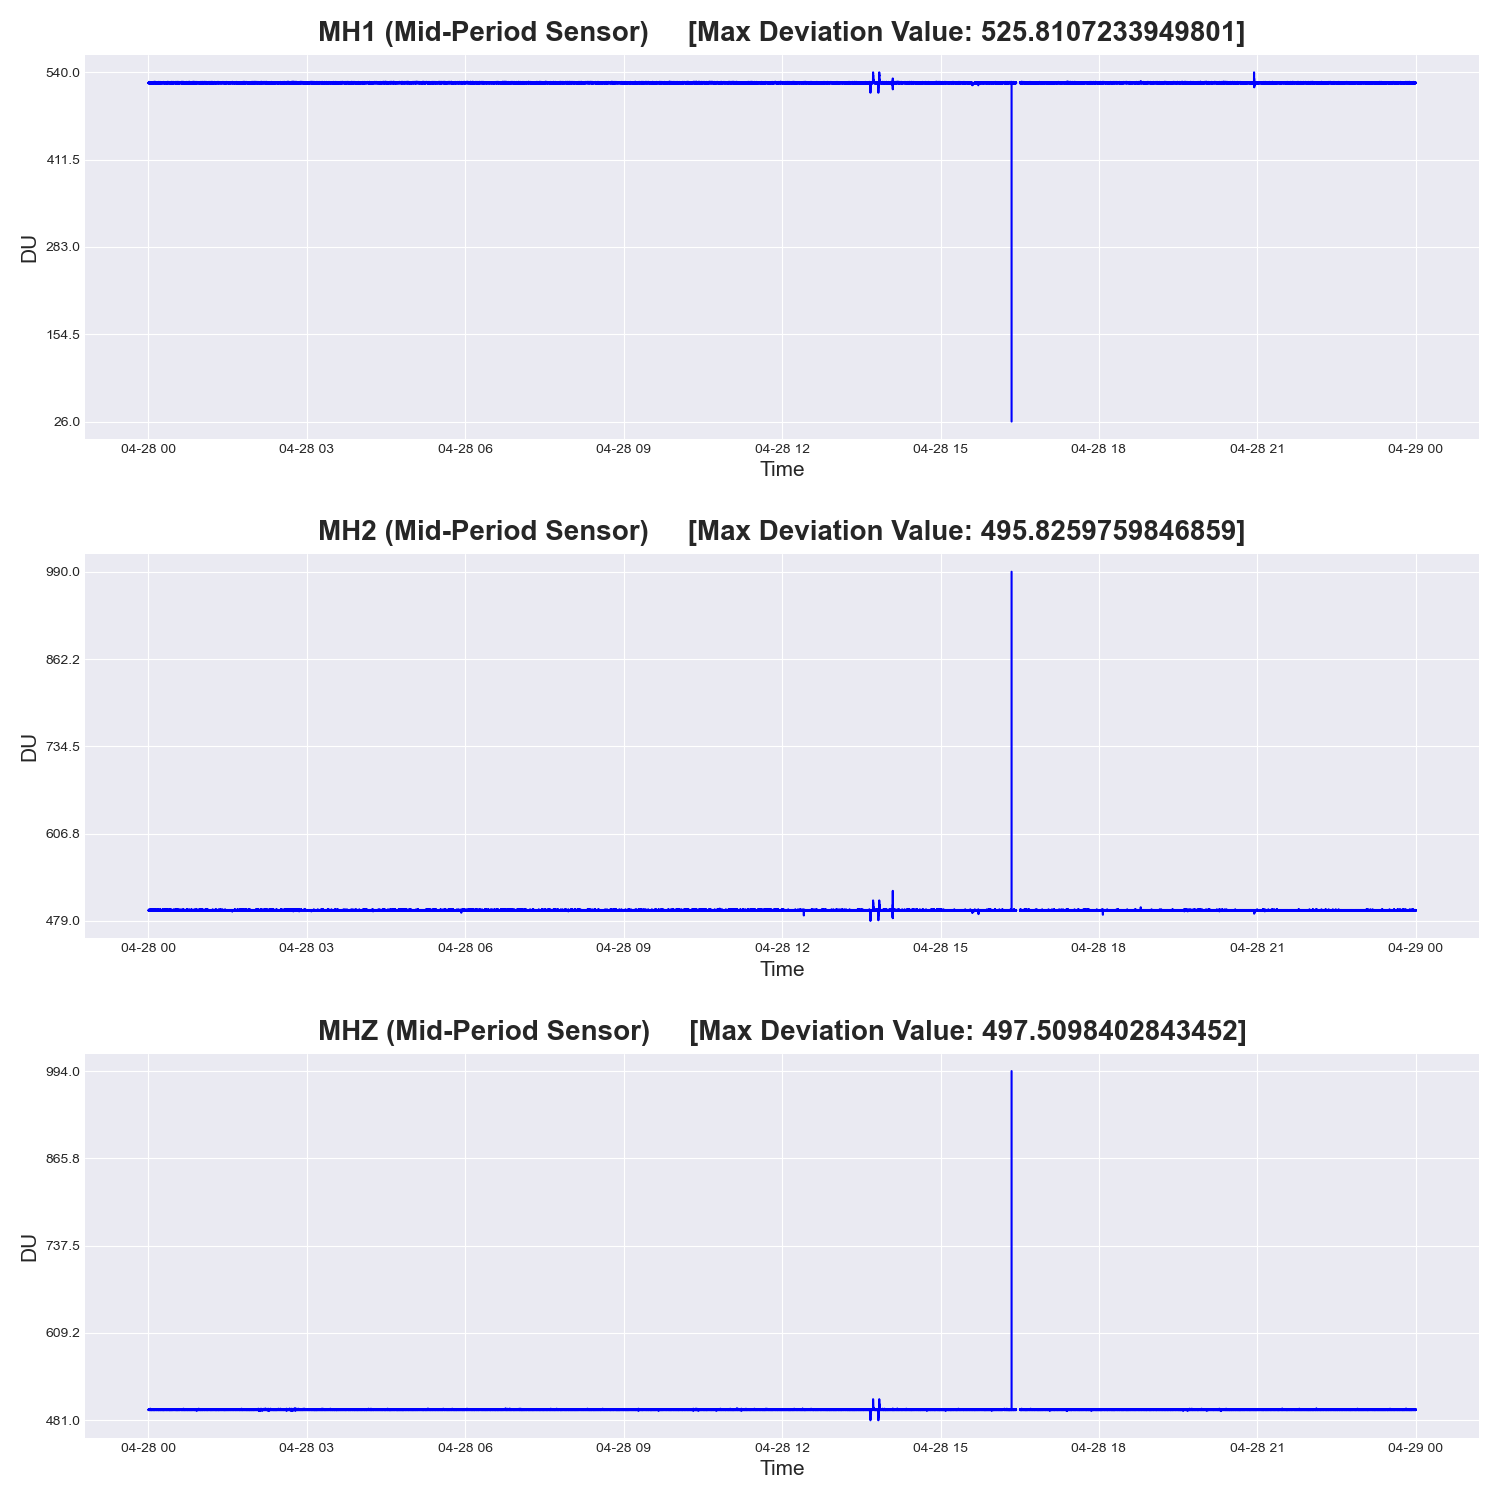 MH1 (Mid-Period Sensor) [Max Deviation Value: 525.8107233949801]
540.0
411.5
283.0
154.5
26.0
DU
04-28 00 04-28 03 04-28 06 04-28 09 04-28 12 04-28 15 04-28 18 04-28 21 04-29 00
Time
MH2 (Mid-Period Sensor) [Max Deviation Value: 495.8259759846859]
990.0
862.2
734.5
606.8
479.0
DU
04-28 00 04-28 03 04-28 06 04-28 09 04-28 12 04-28 15 04-28 18 04-28 21 04-29 00
Time
MHZ (Mid-Period Sensor) [Max Deviation Value: 497.5098402843452]
994.0
865.8
737.5
609.2
481.0
DU
04-28 00 04-28 03 04-28 06 04-28 09 04-28 12 04-28 15 04-28 18 04-28 21 04-29 00
Time